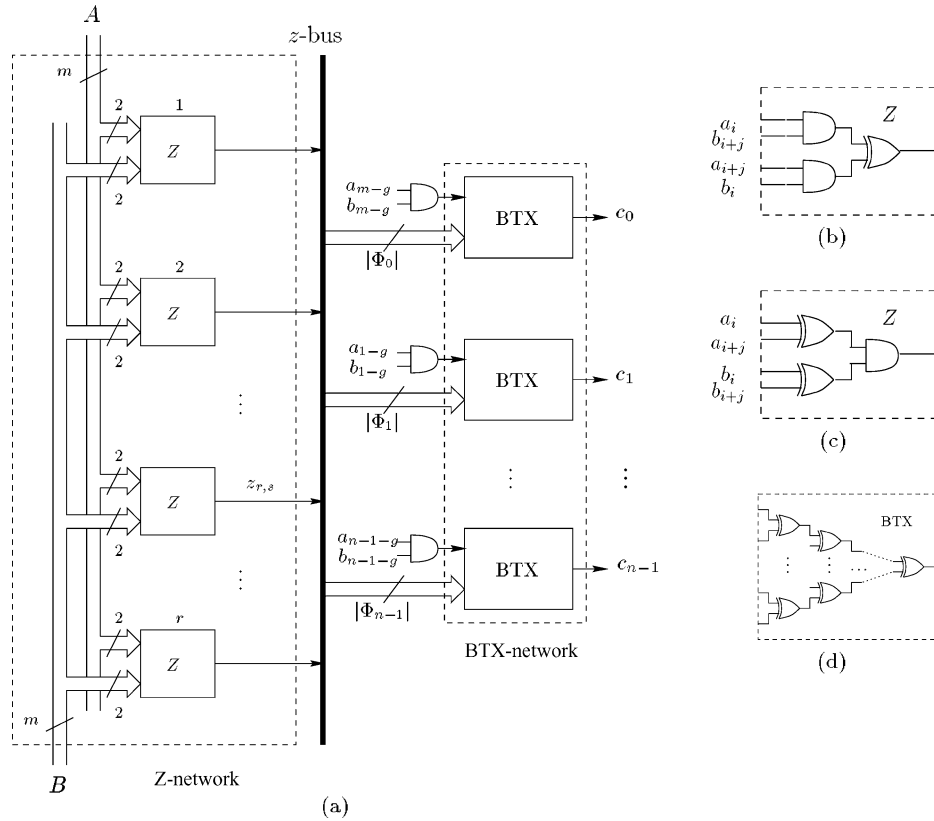 A
z-bus
m
2
1
Z
2
2
2
Z
2
2
Z
2
z_{r,s}
2
r
Z
2
m
B
Z-network
a_{m-g}
b_{m-g}
|Φ_0|
BTX
c_0
a_{1-g}
b_{1-g}
|Φ_1|
BTX
c_1
a_{n-1-g}
b_{n-1-g}
|Φ_{n-1}|
BTX
c_{n-1}
BTX-network
(a)
a_i
b_{i+j}
a_{i+j}
b_i
Z
(b)
a_i
a_{i+j}
b_i
b_{i+j}
Z
(c)
BTX
(d)